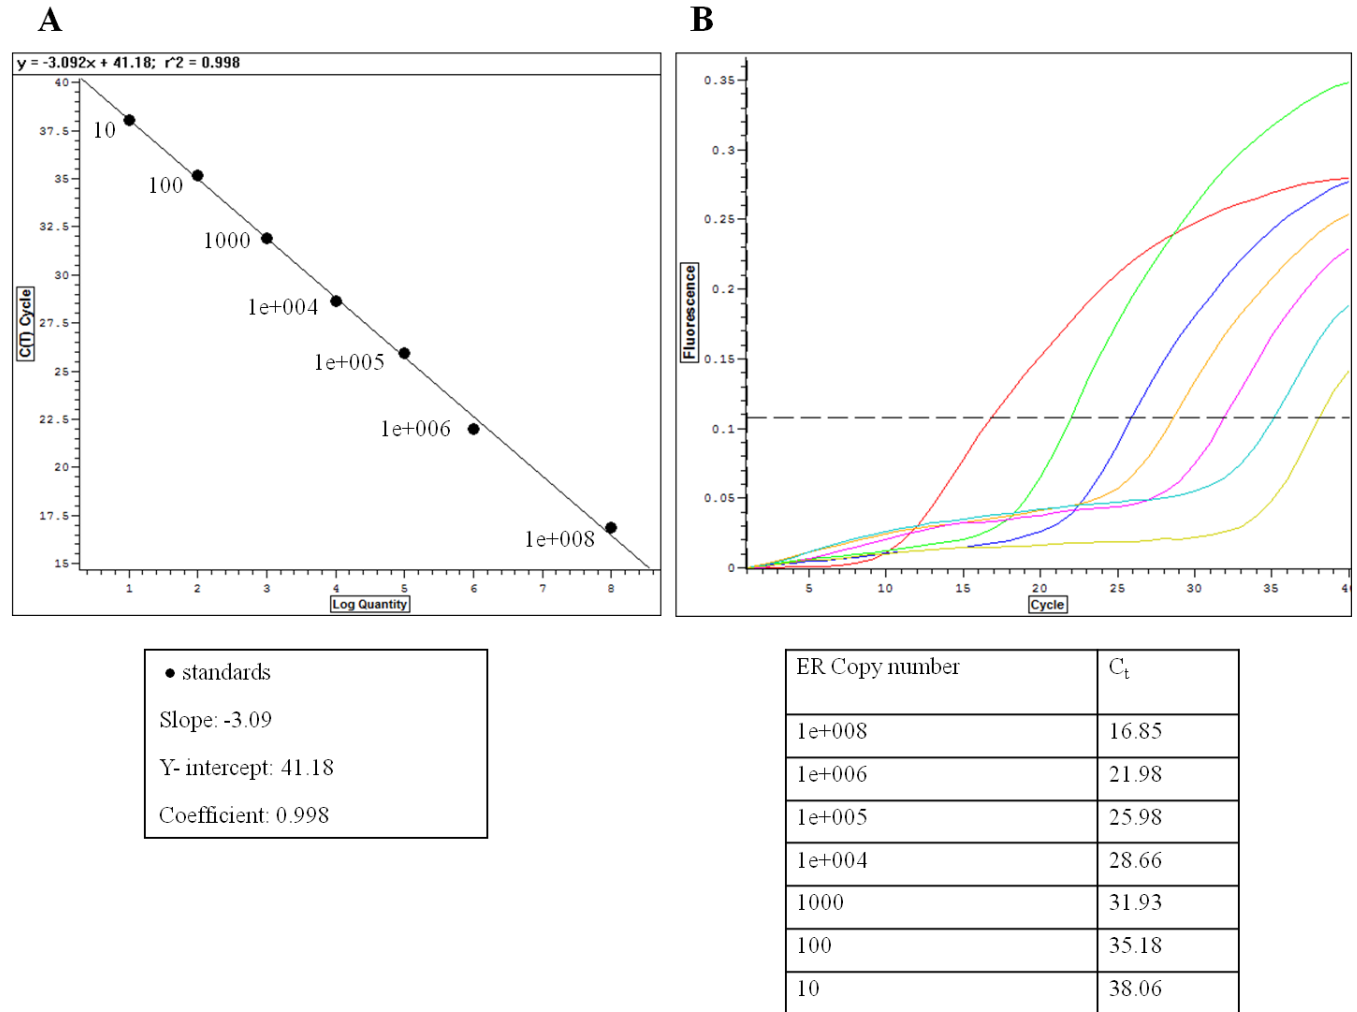 A
B
y = -3.092x + 41.18; r^2 = 0.998
40
37.5
35
32.5
30
27.5
25
22.5
20
17.5
15
C(T) Cycle
10
100
1000
1e+004
1e+005
1e+006
1e+008
1 2 3 4 5 6 7 8
Log Quantity
0.35
0.3
0.25
0.2
0.15
0.1
0.05
0
Fluorescence
5 10 15 20 25 30 35 4
Cycle
● standards
Slope: -3.09
Y- intercept: 41.18
Coefficient: 0.998
ER Copy number Ct
1e+008 16.85
1e+006 21.98
1e+005 25.98
1e+004 28.66
1000 31.93
100 35.18
10 38.06